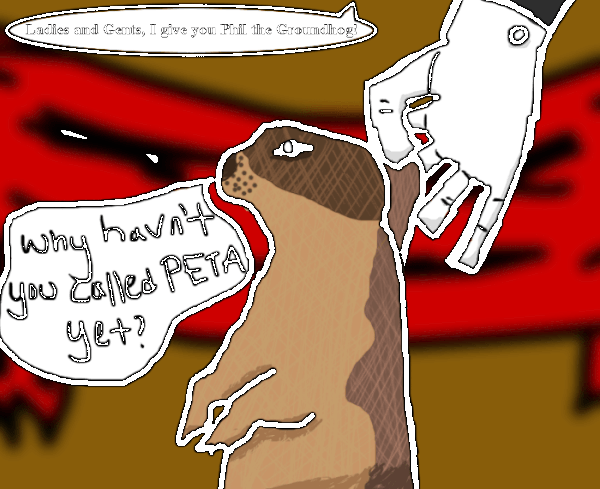 Ladies and Gents, I give you Phil the Groundhog!
why havn't
you called PETA
yet?